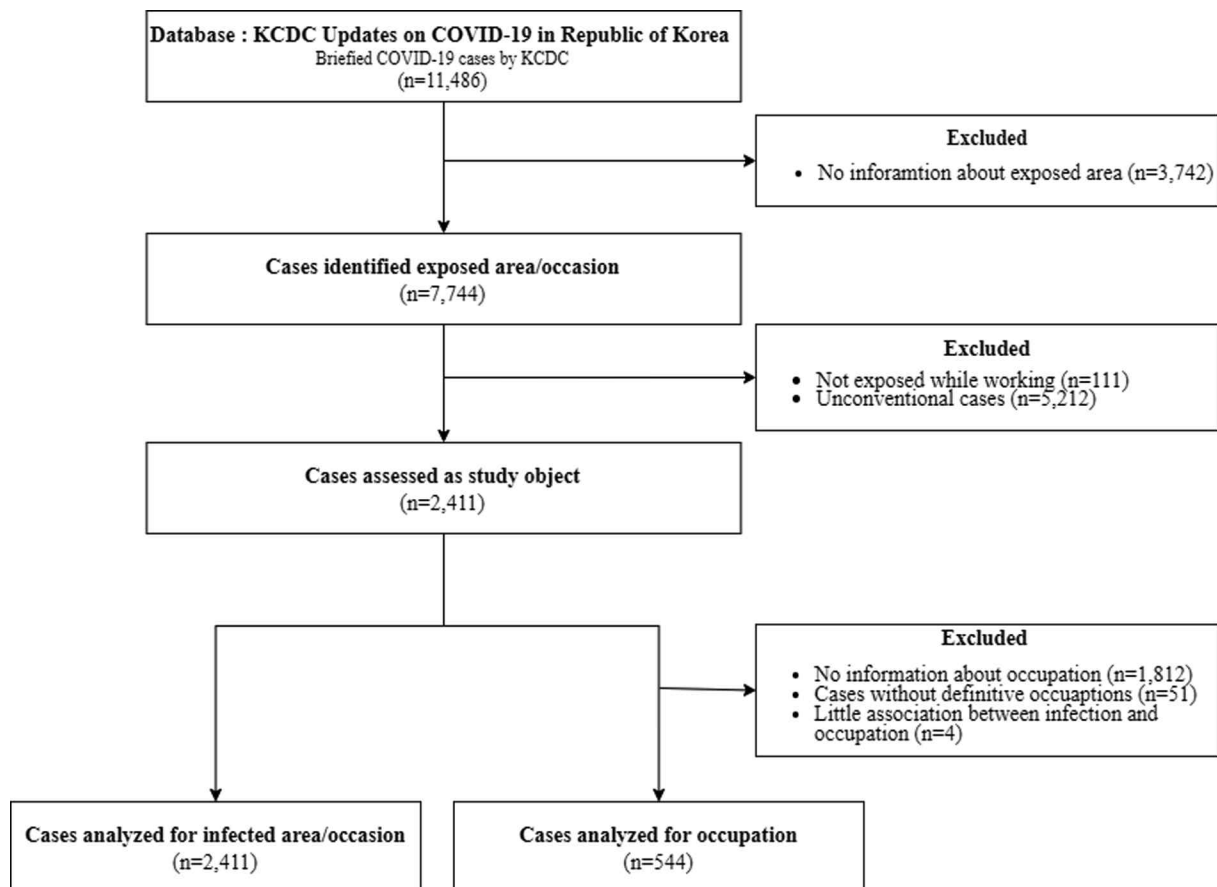 Database : KCDC Updates on COVID-19 in Republic of Korea
Briefied COVID-19 cases by KCDC
(n=11,486)
Excluded
• No inforamtion about exposed area (n=3,742)
Cases identified exposed area/occasion
(n=7,744)
Excluded
• Not exposed while working (n=111)
• Unconventional cases (n=5,212)
Cases assessed as study object
(n=2,411)
Excluded
• No information about occupation (n=1,812)
• Cases without definitive occuaptions (n=51)
• Little association between infection and
occupation (n=4)
Cases analyzed for infected area/occasion
(n=2,411)
Cases analyzed for occupation
(n=544)